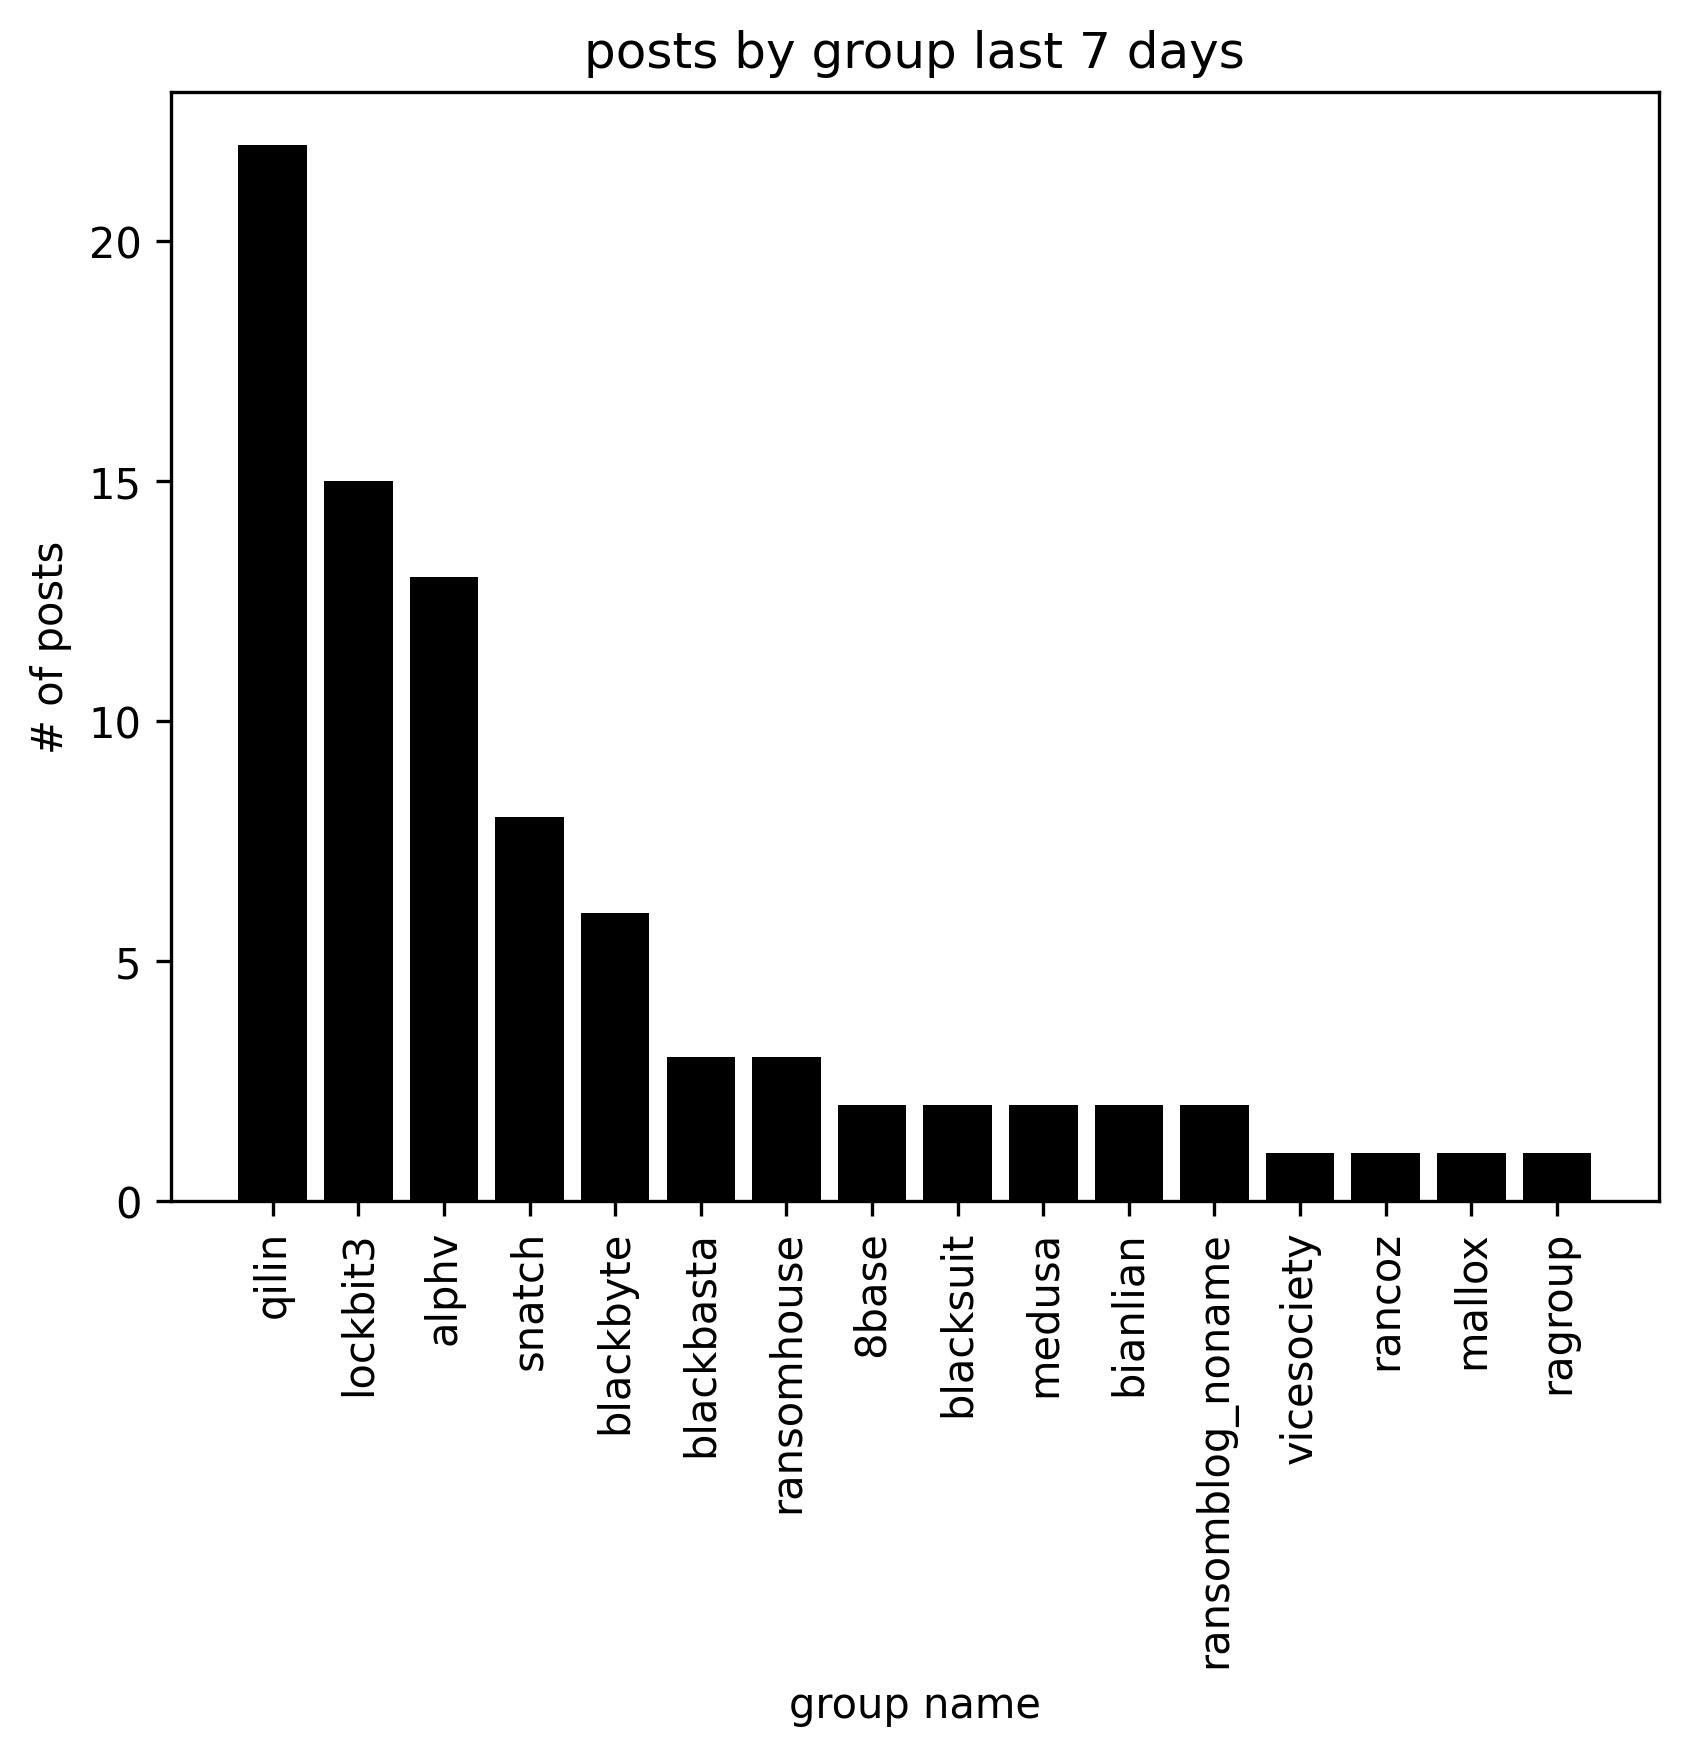 posts by group last 7 days
# of posts
20
15
10
5
0
qilin
lockbit3
alphv
snatch
blackbyte
blackbasta
ransomhouse
8base
blacksuit
medusa
bianlian
ransomblog_noname
vicesociety
rancoz
mallox
ragroup
group name